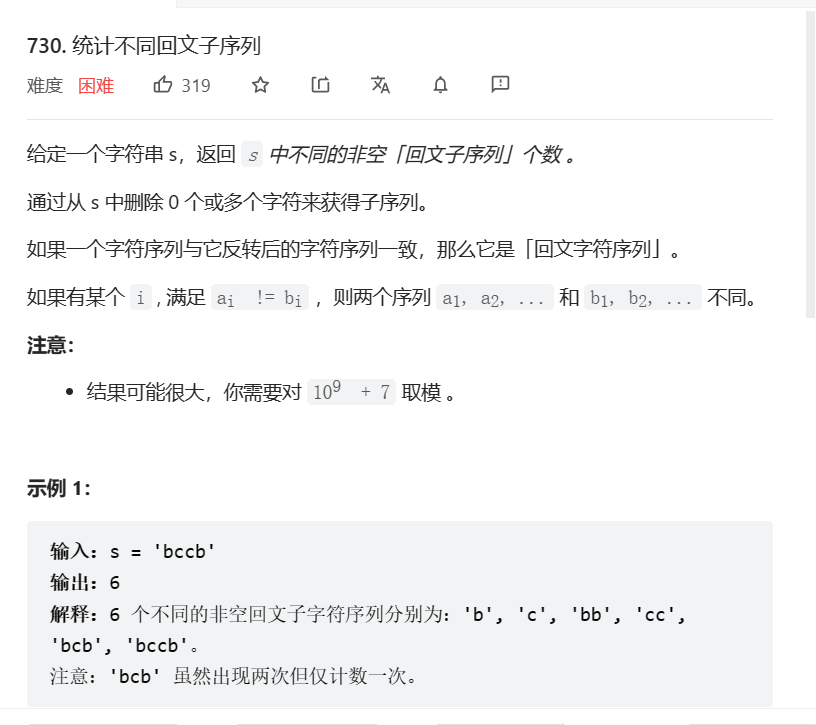 730. 统计不同回文子序列
难度 困难 319
给定一个字符串 s，返回 s 中不同的非空「回文子序列」个数 。
通过从 s 中删除 0 个或多个字符来获得子序列。
如果一个字符序列与它反转后的字符序列一致，那么它是「回文字符序列」。
如果有某个 i , 满足 ai != bi ，则两个序列 a1, a2, ... 和 b1, b2, ... 不同。
注意：
• 结果可能很大，你需要对 10^9 + 7 取模 。
示例 1：
输入：s = 'bccb'
输出：6
解释：6 个不同的非空回文子字符序列分别为：'b', 'c', 'bb', 'cc',
'bcb', 'bccb'。
注意：'bcb' 虽然出现两次但仅计数一次。